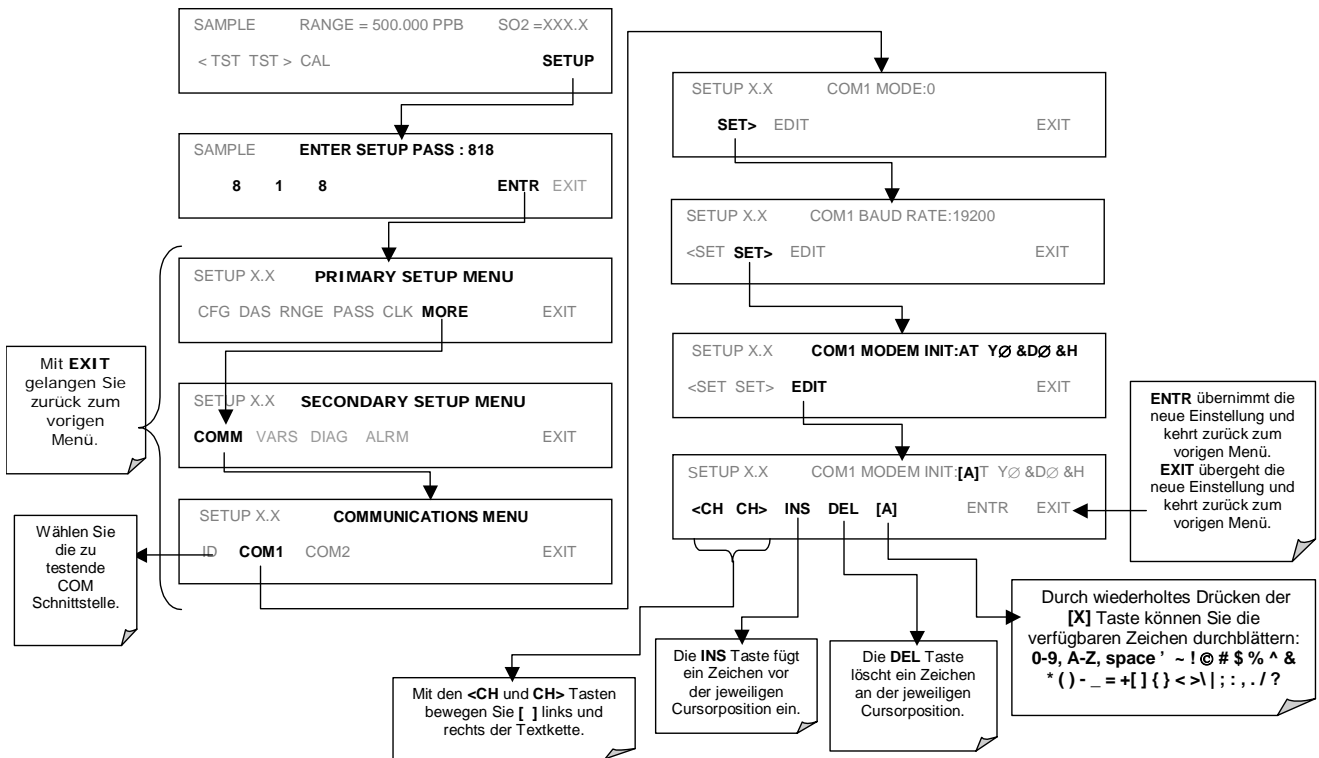 SAMPLE RANGE = 500.000 PPB SO2 =XXX.X
< TST TST > CAL SETUP
SAMPLE ENTER SETUP PASS : 818
8 1 8 ENTR EXIT
SETUP X.X PRIMARY SETUP MENU
CFG DAS RNGE PASS CLK MORE EXIT
Mit EXIT
gelangen Sie
zurück zum
vorigen
Menü.
SETUP X.X SECONDARY SETUP MENU
COMM VARS DIAG ALRM EXIT
SETUP X.X COMMUNICATIONS MENU
ID COM1 COM2 EXIT
Wählen Sie
die zu
testende
COM
Schnittstelle.
SETUP X.X COM1 MODE:0
SET> EDIT EXIT
SETUP X.X COM1 BAUD RATE:19200
<SET SET> EDIT EXIT
SETUP X.X COM1 MODEM INIT:AT YØ &DØ &H
<SET SET> EDIT EXIT
SETUP X.X COM1 MODEM INIT:[A]T YØ &DØ &H
<CH CH> INS DEL [A] ENTR EXIT
ENTR übernimmt die
neue Einstellung und
kehrt zurück zum
vorigen Menü.
EXIT übergeht die
neue Einstellung und
kehrt zurück zum
vorigen Menü.
Mit den <CH und CH> Tasten
bewegen Sie [ ] links und
rechts der Textkette.
Die INS Taste fügt
ein Zeichen vor
der jeweiligen
Cursorposition ein.
Die DEL Taste
löscht ein Zeichen
an der jeweiligen
Cursorposition.
Durch wiederholtes Drücken der
[X] Taste können Sie die
verfügbaren Zeichen durchblättern:
0-9, A-Z, space ' ~ ! © # $ % ^ &
* ( ) - _ = +[ ] { } < >\ | ; : , . / ?